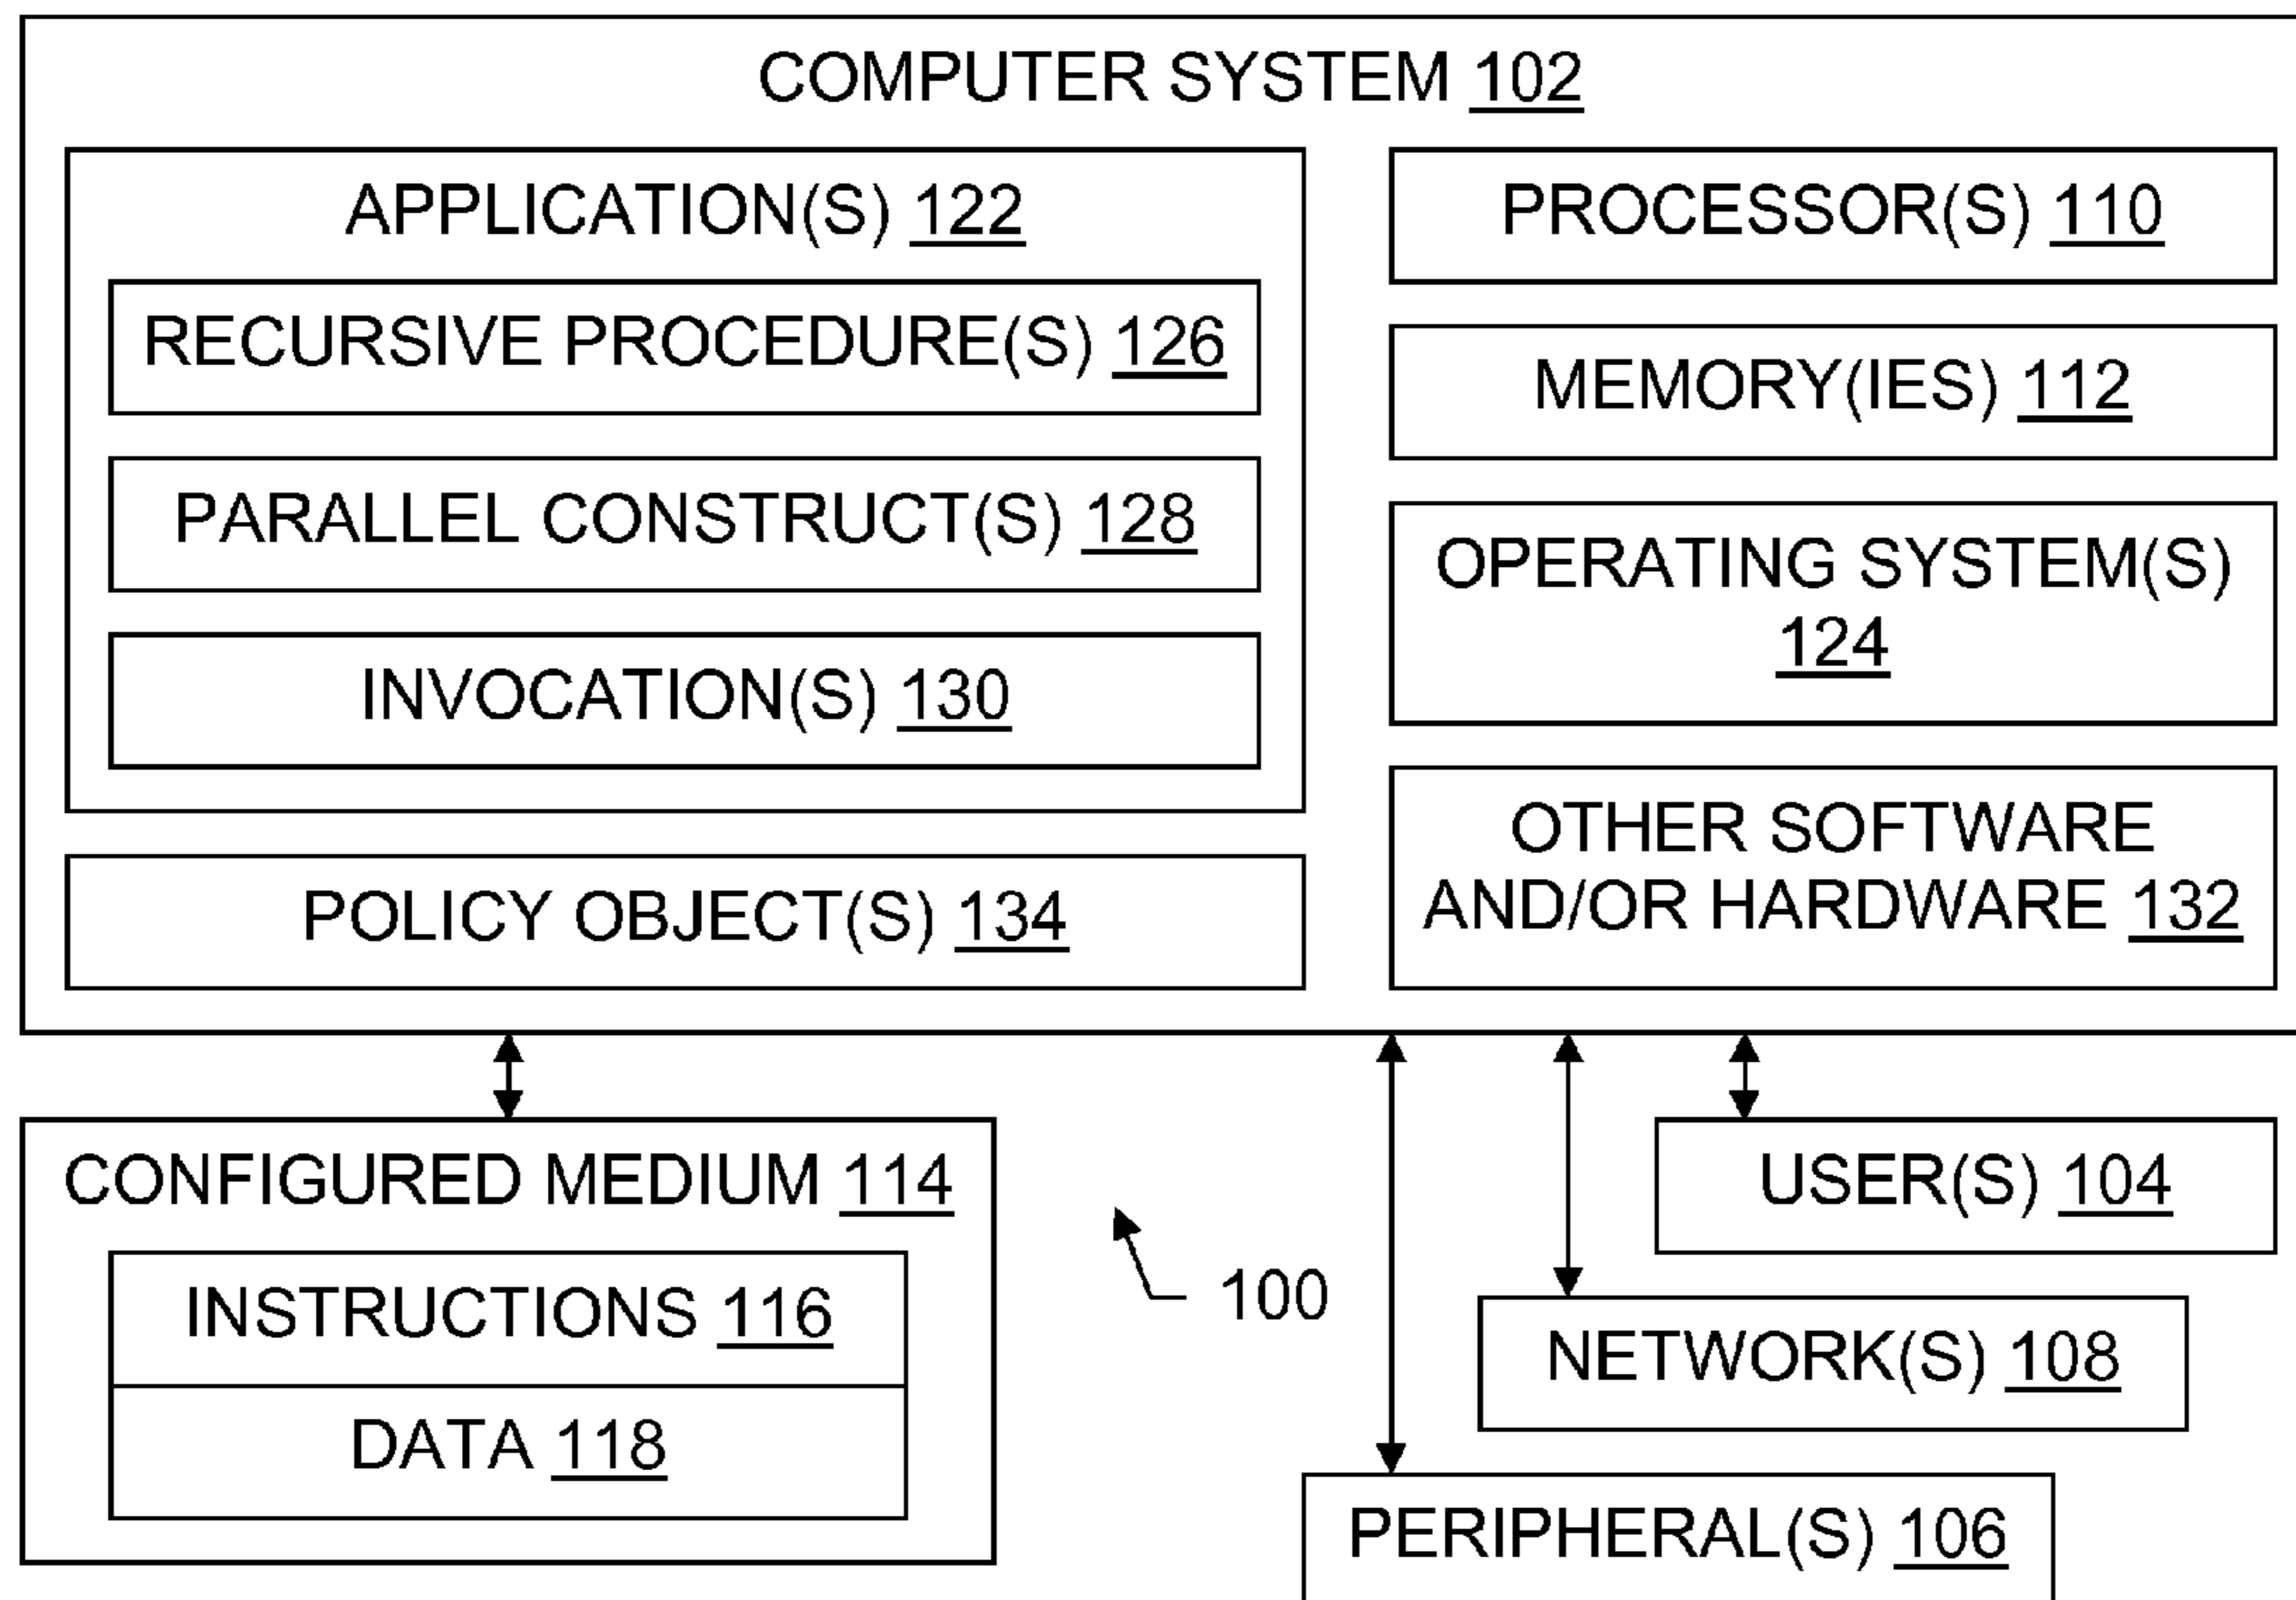 COMPUTER SYSTEM 102
APPLICATION(S) 122
RECURSIVE PROCEDURE(S) 126
PARALLEL CONSTRUCT(S) 128
INVOCATION(S) 130
POLICY OBJECT(S) 134
PROCESSOR(S) 110
MEMORY(IES) 112
OPERATING SYSTEM(S)
124
OTHER SOFTWARE
AND/OR HARDWARE 132
CONFIGURED MEDIUM 114
INSTRUCTIONS 116
DATA 118
100
USER(S) 104
NETWORK(S) 108
PERIPHERAL(S) 106